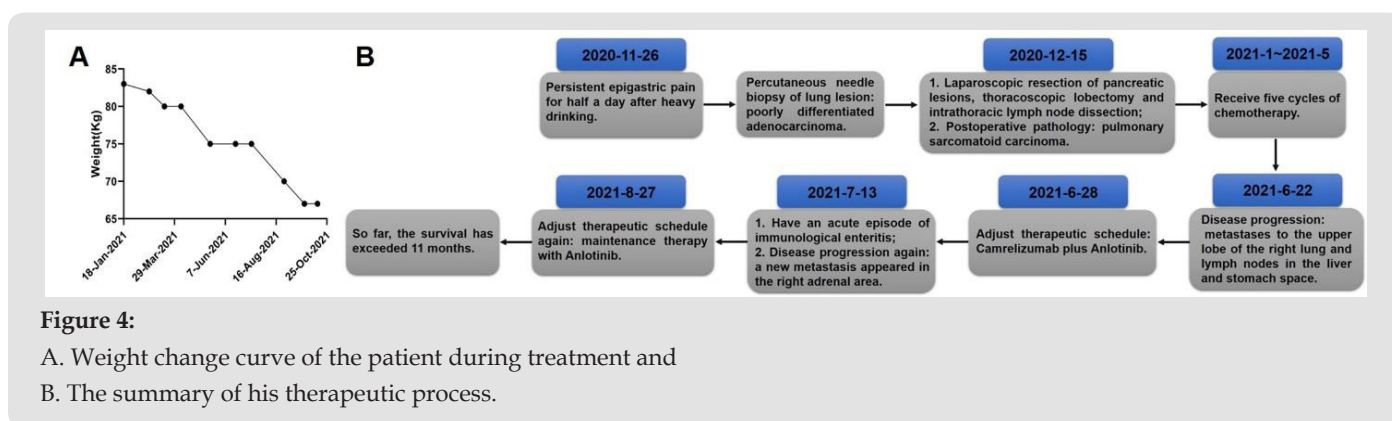 A
Weight(Kg)
85
80
75
70
65
18-Jan-2021
29-Mar-2021
7-Jun-2021
16-Aug-2021
25-Oct-2021
B
2020-11-26
Persistent epigastric pain
for half a day after heavy
drinking.
Percutaneous needle
biopsy of lung lesion:
poorly differentiated
adenocarcinoma.
2020-12-15
1. Laparoscopic resection of pancreatic
lesions, thoracoscopic lobectomy and
intrathoracic lymph node dissection;
2. Postoperative pathology: pulmonary
sarcomatoid carcinoma.
2021-1~2021-5
Receive five cycles of
chemotherapy.
2021-6-22
Disease progression:
metastases to the upper
lobe of the right lung and
lymph nodes in the liver
and stomach space.
2021-6-28
Adjust therapeutic schedule:
Camrelizumab plus Anlotinib.
2021-7-13
1. Have an acute episode of
immunological enteritis;
2. Disease progression again:
a new metastasis appeared in
the right adrenal area.
2021-8-27
Adjust therapeutic schedule
again: maintenance therapy
with Anlotinib.
So far, the survival has
exceeded 11 months.
Figure 4:
A. Weight change curve of the patient during treatment and
B. The summary of his therapeutic process.